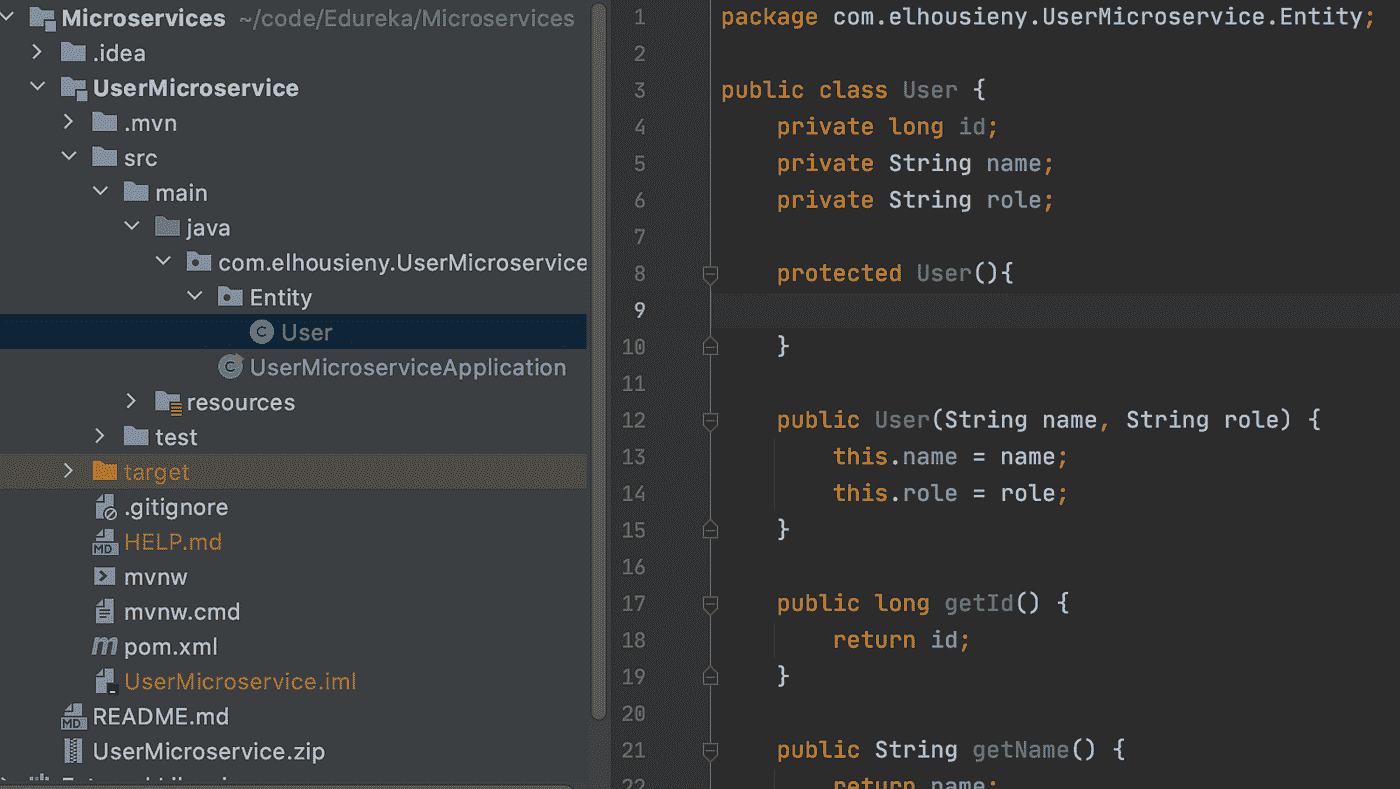 Microservices ~/code/Edureka/Microservices
.idea
UserMicroservice
.mvn
src
main
java
com.elhousieny.UserMicroservice
Entity
User
UserMicroserviceApplication
resources
test
target
.gitignore
HELP.md
mvnw
mvnw.cmd
pom.xml
UserMicroservice.iml
README.md
UserMicroservice.zip
1 package com.elhousieny.UserMicroservice.Entity;
2
3 public class User {
4 private long id;
5 private String name;
6 private String role;
7
8 protected User(){
9
10 }
11
12 public User(String name, String role) {
13 this.name = name;
14 this.role = role;
15 }
16
17 public long getId() {
18 return id;
19 }
20
21 public String getName() {
22 return name;